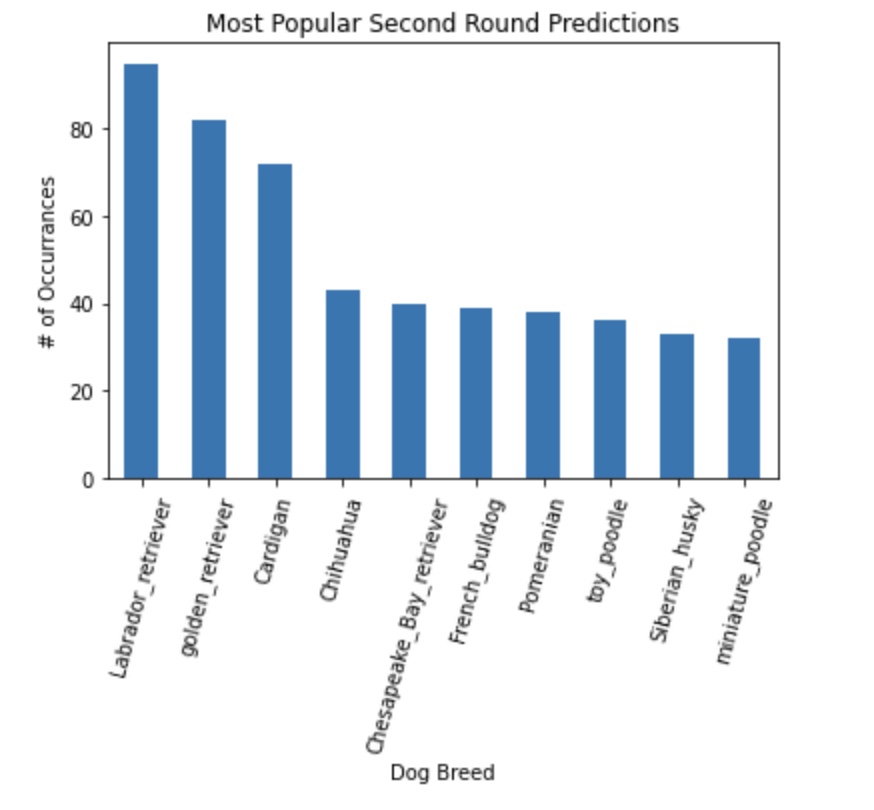 Most Popular Second Round Predictions
# of Occurrances
80
60
40
20
0
Labrador_retriever
golden_retriever
Cardigan
Chihuahua
Chesapeake_Bay_retriever
French_bulldog
Pomeranian
toy_poodle
Siberian_husky
miniature_poodle
Dog Breed